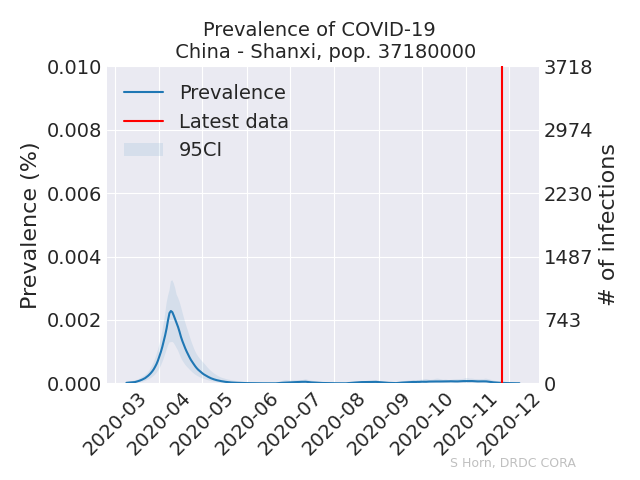 Prevalence of COVID-19
China - Shanxi, pop. 37180000
Prevalence
Latest data
95CI
Prevalence (%)
0.010
0.008
0.006
0.004
0.002
0.000
3718
2974
2230
1487
743
0
# of infections
2020-03
2020-04
2020-05
2020-06
2020-07
2020-08
2020-09
2020-10
2020-11
2020-12
S Horn, DRDC CORA